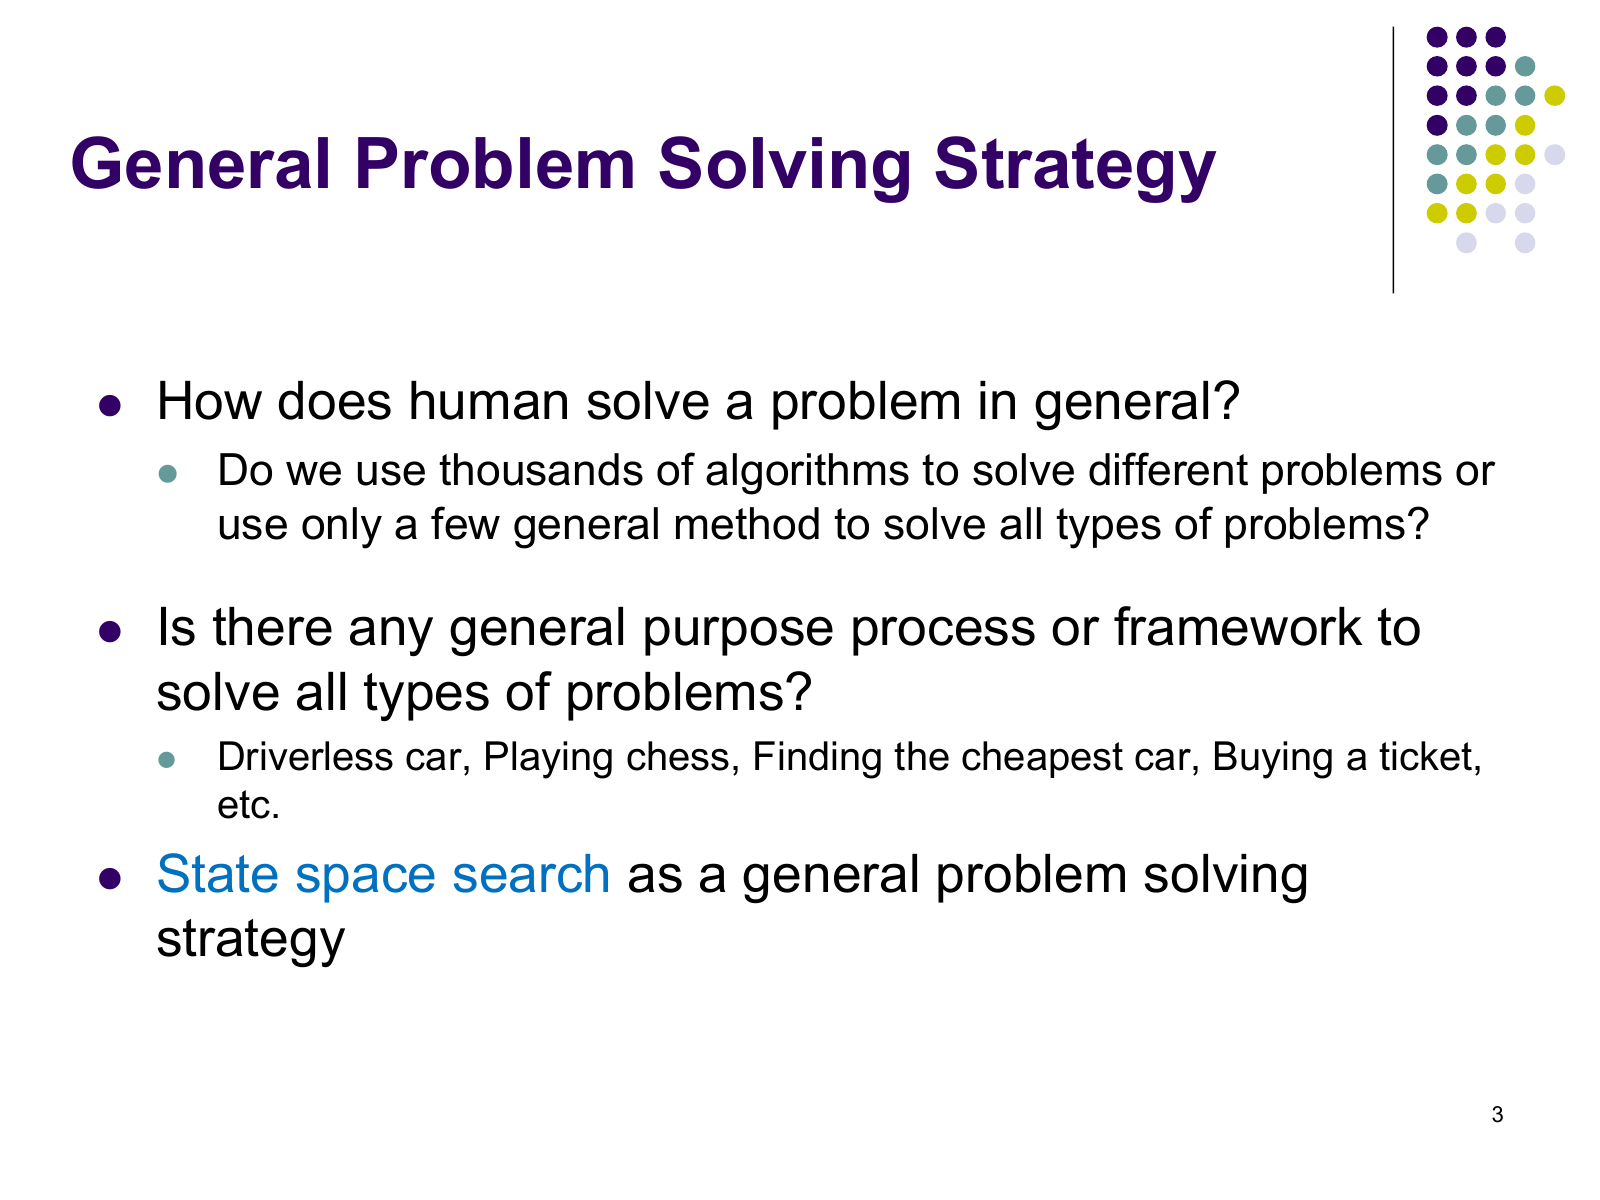 General Problem Solving Strategy
How does human solve a problem in general?
Do we use thousands of algorithms to solve different problems or
use only a few general method to solve all types of problems?
Is there any general purpose process or framework to
solve all types of problems?
Driverless car, Playing chess, Finding the cheapest car, Buying a ticket,
etc.
State space search as a general problem solving
strategy
3